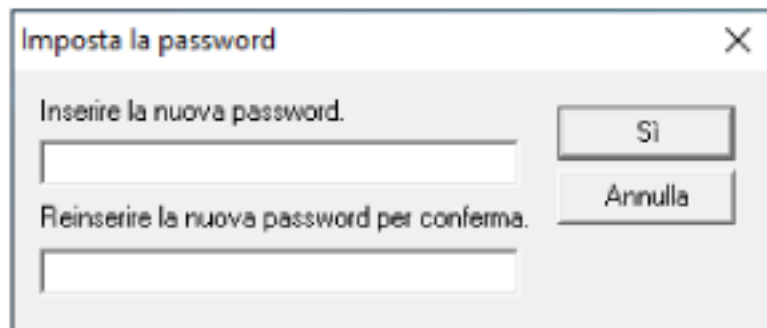 Imposta la password
Inserire la nuova password.
Sì
Annulla
Reinserire la nuova password per conferma.